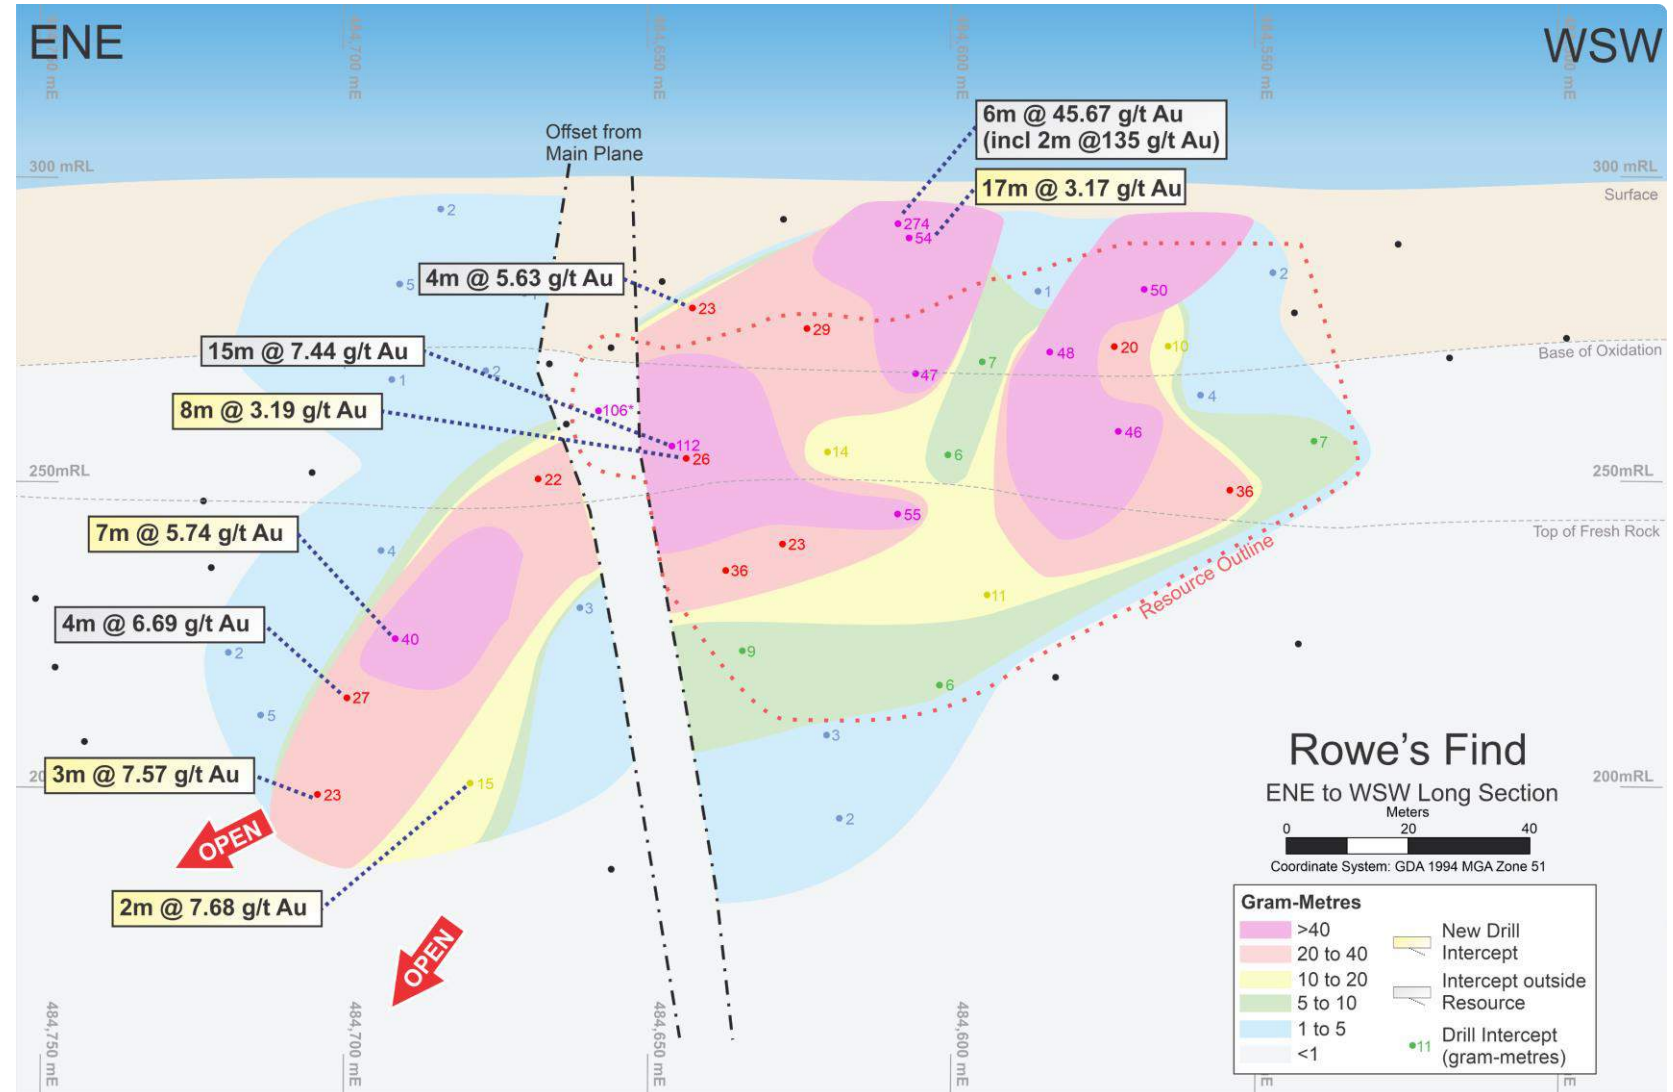 ENE
WSW
484,700 mE
484,650 mE
484,600 mE
484,550 mE
Offset from
Main Plane
6m @ 45.67 g/t Au
(incl 2m @135 g/t Au)
17m @ 3.17 g/t Au
300 mRL
300 mRL
Surface
2
274
54
4m @ 5.63 g/t Au
5
23
29
1
50
2
15m @ 7.44 g/t Au
1
2
47
7
48
20
10
Base of Oxidation
8m @ 3.19 g/t Au
106*
4
112
26
14
6
46
7
250mRL
250mRL
22
36
55
7m @ 5.74 g/t Au
4
23
Top of Fresh Rock
36
11
Resource Outline
3
4m @ 6.69 g/t Au
40
2
9
27
6
5
3
3m @ 7.57 g/t Au
23
15
2
200mRL
OPEN
2m @ 7.68 g/t Au
OPEN
Rowe's Find
ENE to WSW Long Section
Meters
0
20
40
Coordinate System: GDA 1994 MGA Zone 51
Gram-Metres
>40
20 to 40
10 to 20
5 to 10
1 to 5
<1
New Drill
Intercept
Intercept outside
Resource
11
Drill Intercept
(gram-metres)
484,750 mE
484,700 mE
484,650 mE
484,600 mE